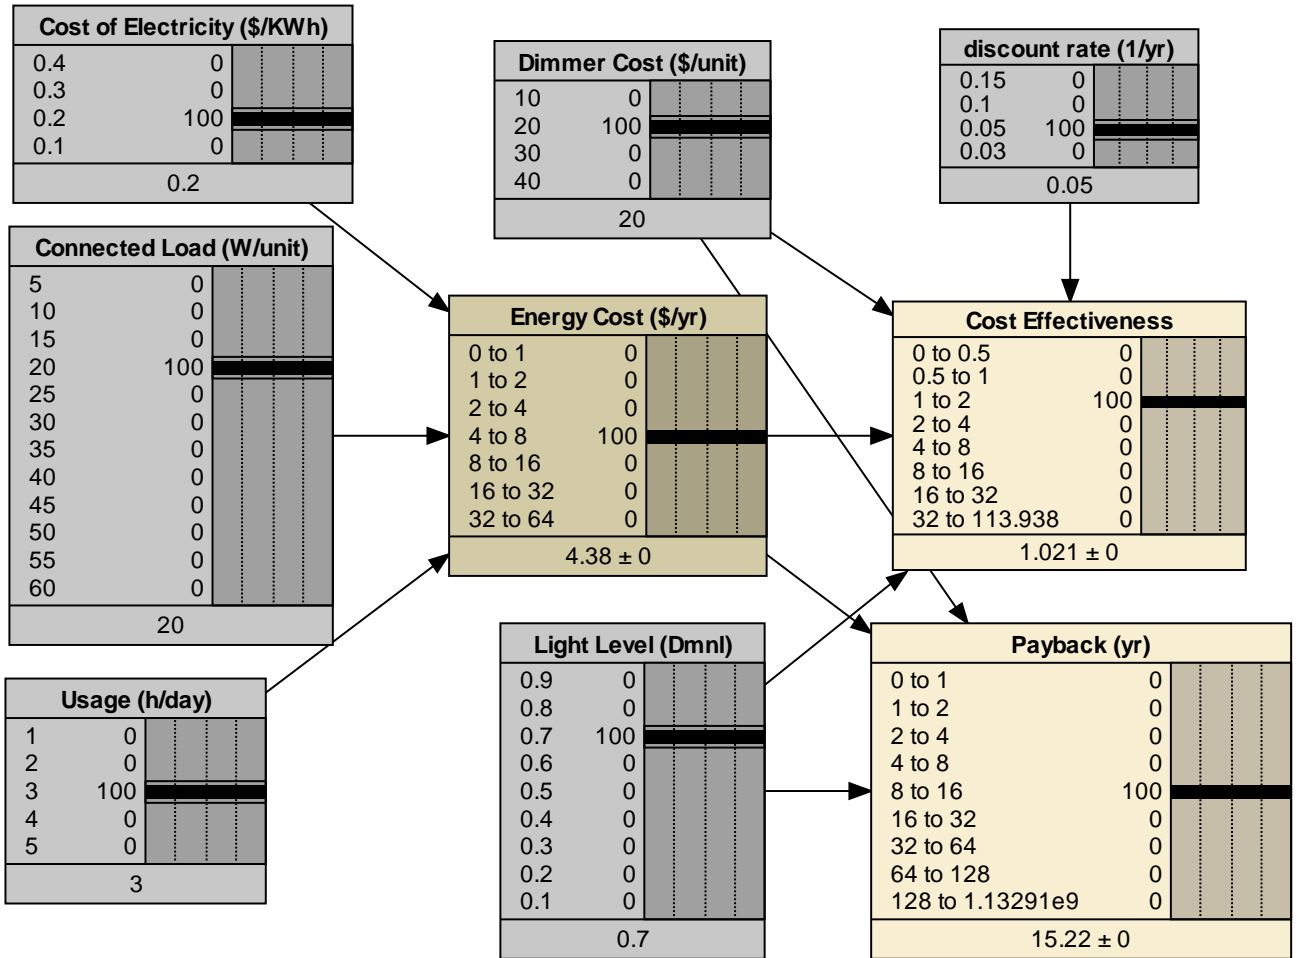 Cost of Electricity ($/KWh)
0.4 0
0.3 0
0.2 100
0.1 0
0.2
Connected Load (W/unit)
5 0
10 0
15 0
20 100
25 0
30 0
35 0
40 0
45 0
50 0
55 0
60 0
20
Usage (h/day)
1 0
2 0
3 100
4 0
5 0
3
Dimmer Cost ($/unit)
10 0
20 100
30 0
40 0
20
Energy Cost ($/yr)
0 to 1 0
1 to 2 0
2 to 4 0
4 to 8 100
8 to 16 0
16 to 32 0
32 to 64 0
4.38 ± 0
Light Level (Dmnl)
0.9 0
0.8 0
0.7 100
0.6 0
0.5 0
0.4 0
0.3 0
0.2 0
0.1 0
0.7
discount rate (1/yr)
0.15 0
0.1 0
0.05 100
0.03 0
0.05
Cost Effectiveness
0 to 0.5 0
0.5 to 1 0
1 to 2 100
2 to 4 0
4 to 8 0
8 to 16 0
16 to 32 0
32 to 113.938 0
1.021 ± 0
Payback (yr)
0 to 1 0
1 to 2 0
2 to 4 0
4 to 8 0
8 to 16 100
16 to 32 0
32 to 64 0
64 to 128 0
128 to 1.13291e9 0
15.22 ± 0